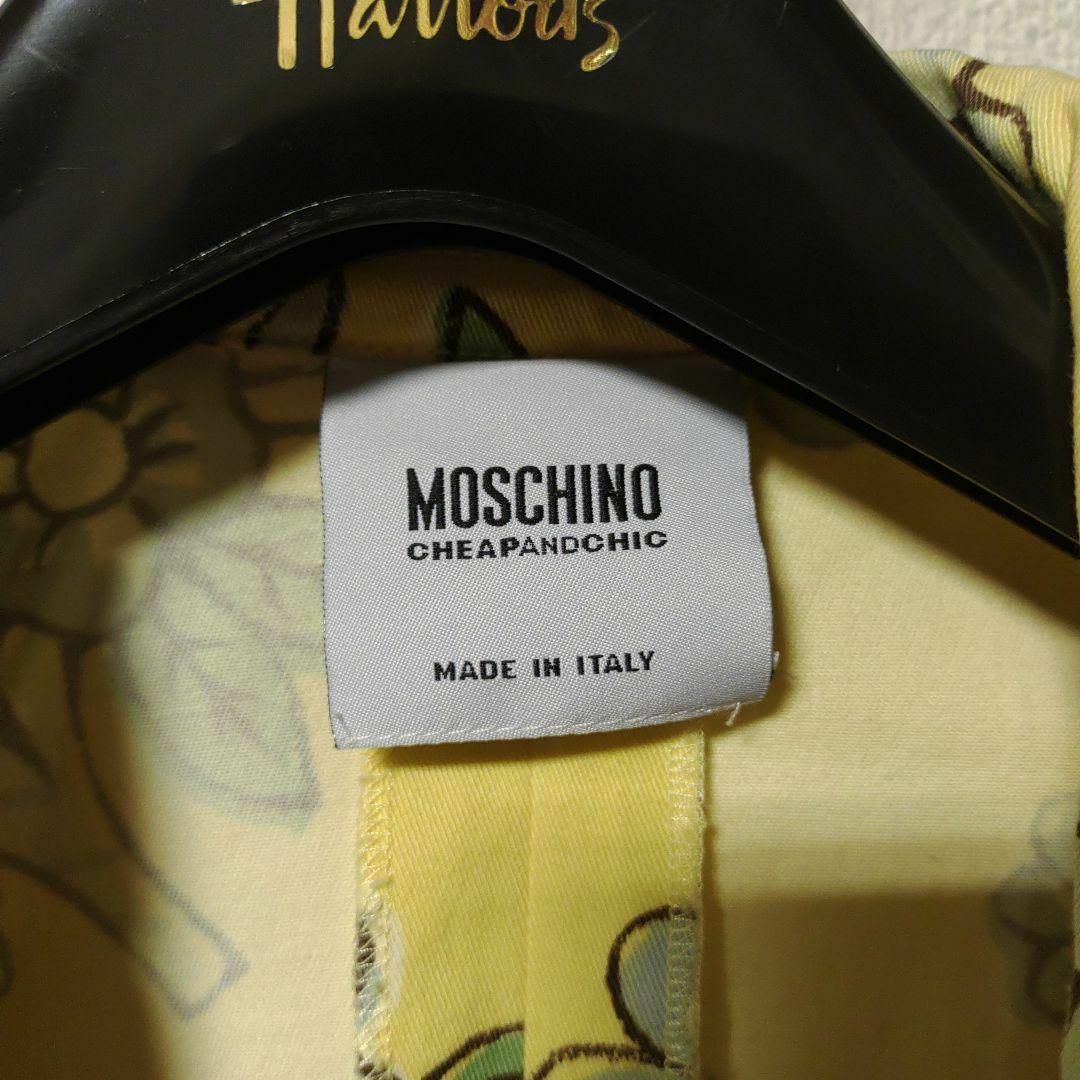 Harrods
MOSCHINO
CHEAPANDCHIC
MADE IN ITALY